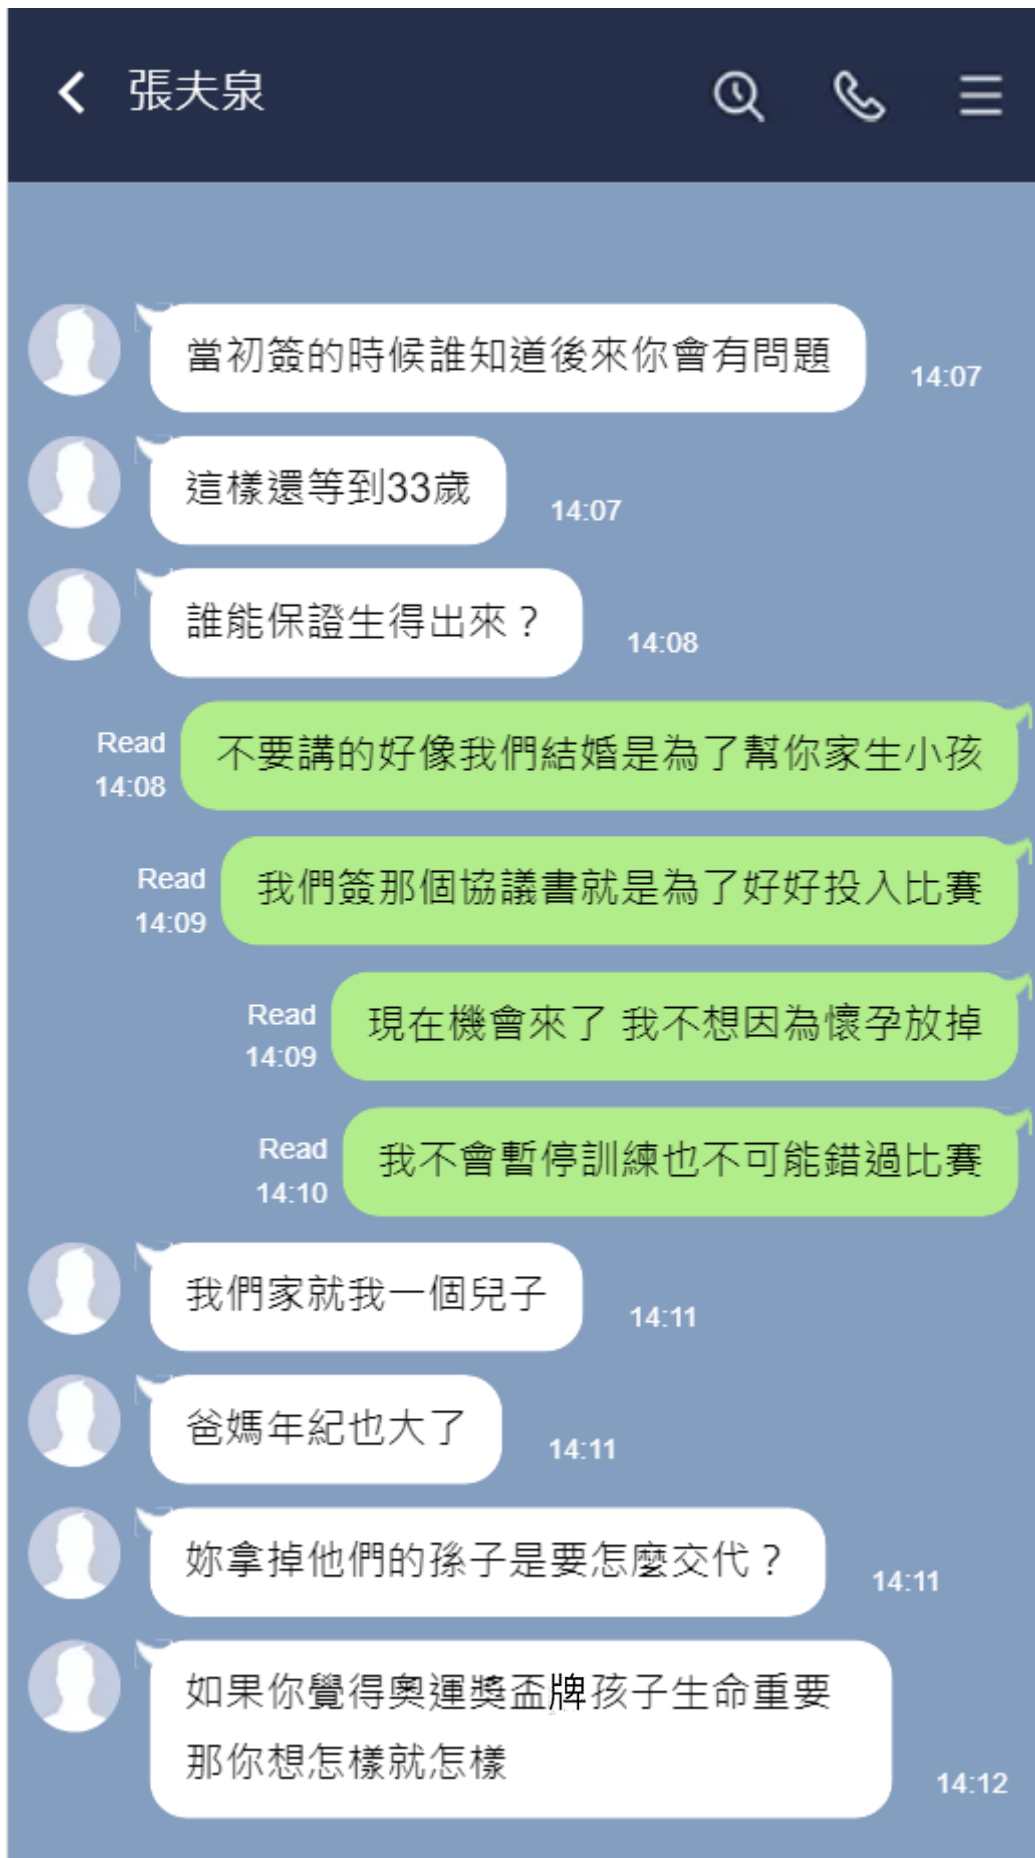 張夫泉
當初簽的時候誰知道後來你會有問題
14:07
這樣還等到33歲
14:07
誰能保證生得出來？
14:08
Read
14:08
不要講的好像我們結婚是為了幫你家生小孩
Read
14:09
我們簽那個協議書就是為了好好投入比賽
Read
14:09
現在機會來了 我不想因為懷孕放掉
Read
14:10
我不會暫停訓練也不可能錯過比賽
我們家就我一個兒子
14:11
爸媽年紀也大了
14:11
妳拿掉他們的孫子是要怎麼交代？
14:11
如果你覺得奧運獎盃牌孩子生命重要
那你想怎樣就怎樣
14:12